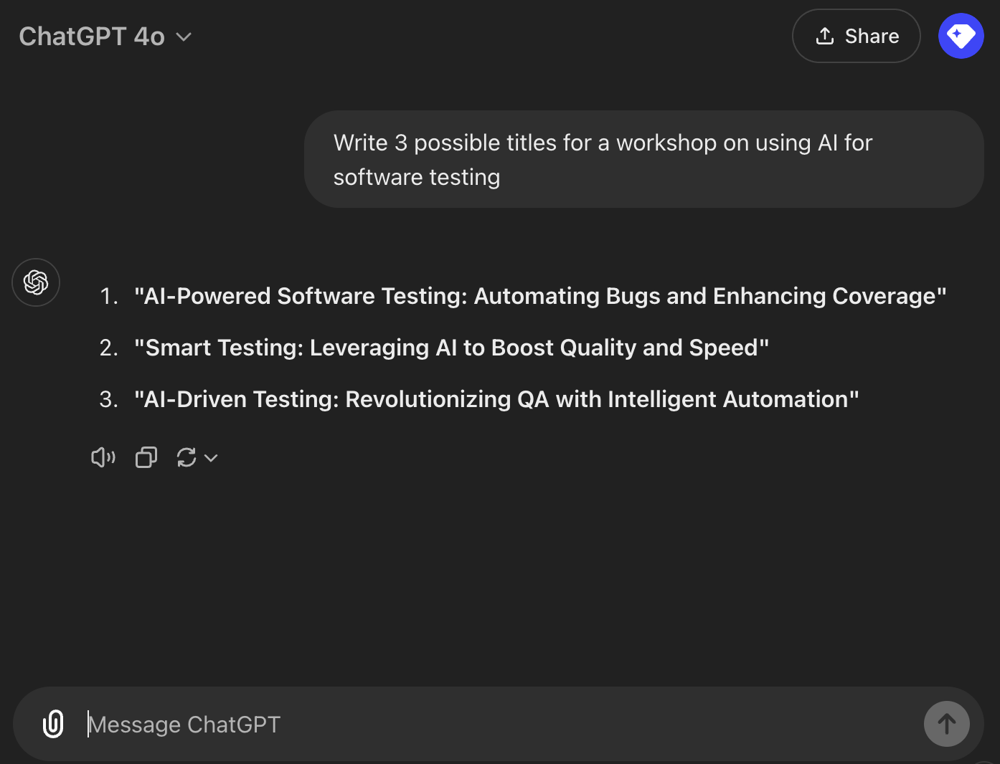 ChatGPT 4o
Share
Write 3 possible titles for a workshop on using AI for
software testing
1. "AI-Powered Software Testing: Automating Bugs and Enhancing Coverage"
2. "Smart Testing: Leveraging AI to Boost Quality and Speed"
3. "AI-Driven Testing: Revolutionizing QA with Intelligent Automation"
Message ChatGPT